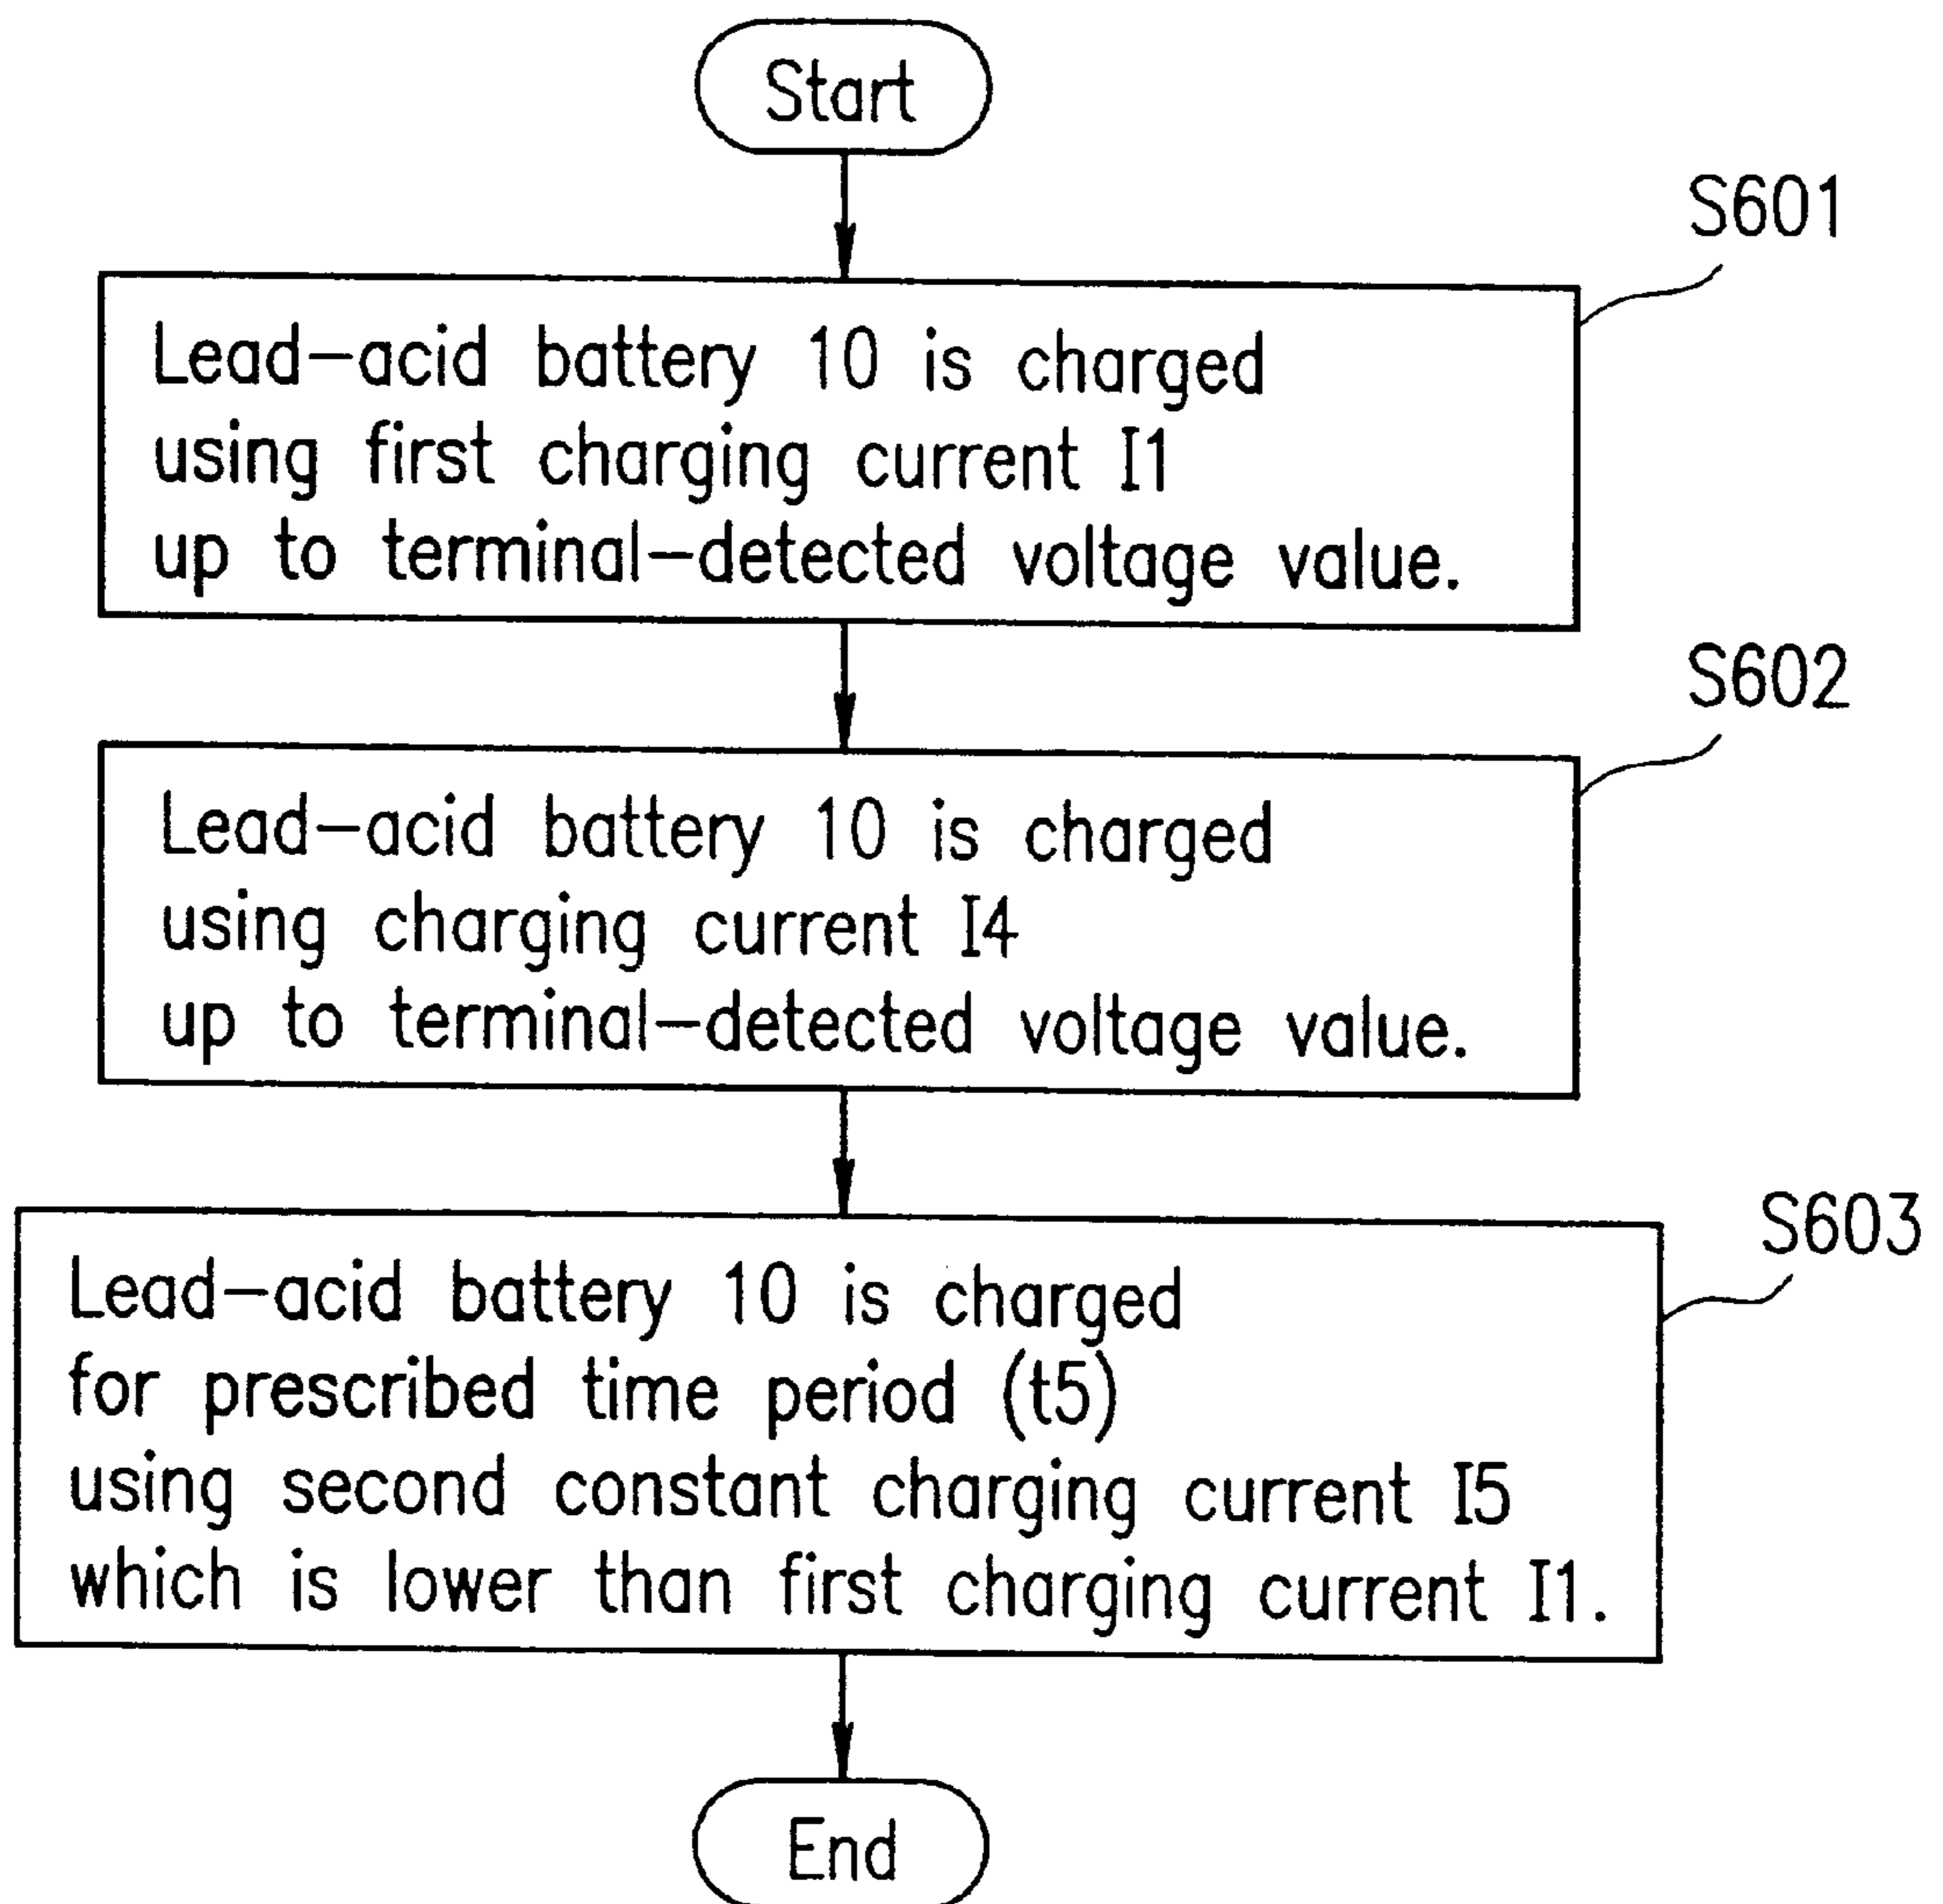 Start
S601
Lead-acid battery 10 is charged
using first charging current I1
up to terminal-detected voltage value.
S602
Lead-acid battery 10 is charged
using charging current I4
up to terminal-detected voltage value.
S603
Lead-acid battery 10 is charged
for prescribed time period (t5)
using second constant charging current I5
which is lower than first charging current I1.
End